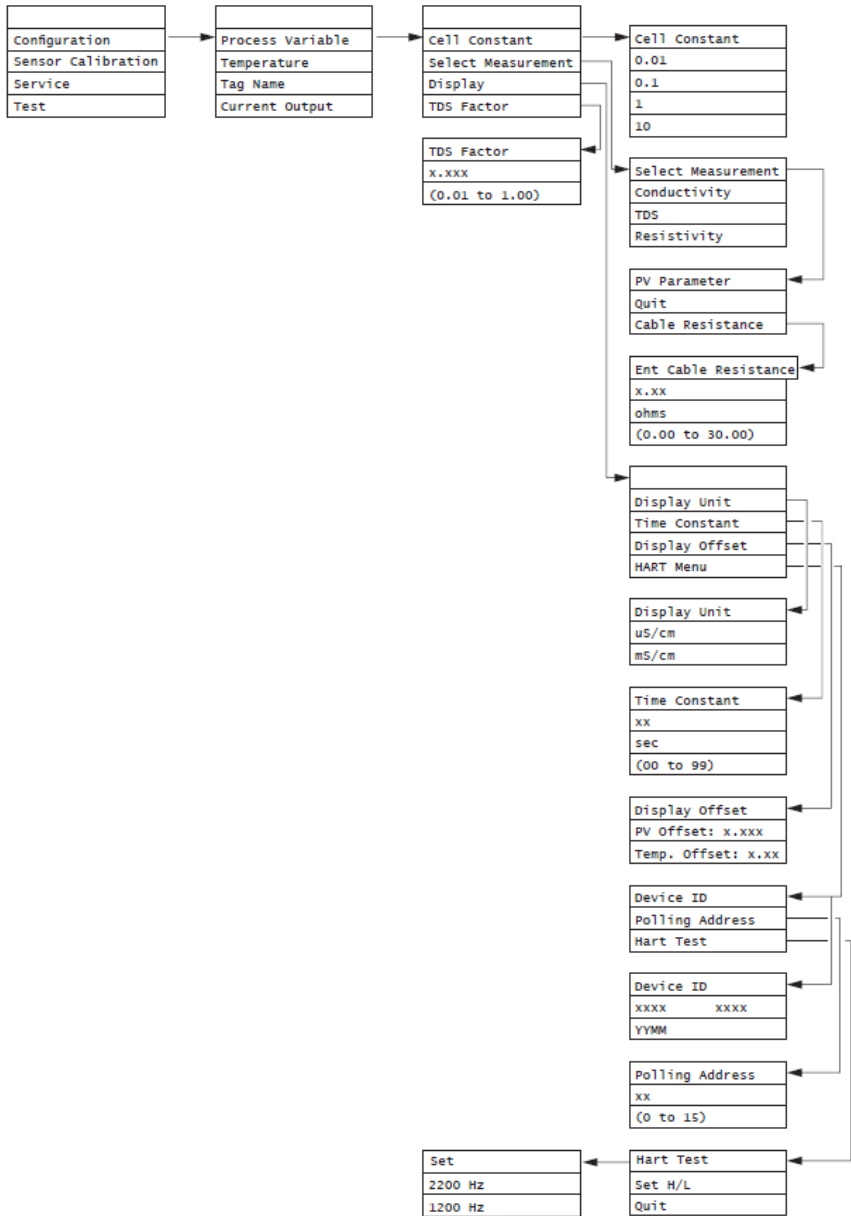 Configuration
Sensor Calibration
Service
Test
Process Variable
Temperature
Tag Name
Current Output
Cell Constant
Select Measurement
Display
TDS Factor
TDS Factor
x.xxx
(0.01 to 1.00)
Cell Constant
0.01
0.1
1
10
Select Measurement
Conductivity
TDS
Resistivity
PV Parameter
Quit
Cable Resistance
Ent Cable Resistance
x.xx
ohms
(0.00 to 30.00)
Display Unit
Time Constant
Display Offset
HART Menu
Display Unit
uS/cm
mS/cm
Time Constant
xx
sec
(00 to 99)
Display Offset
PV Offset: x.xxx
Temp. Offset: x.xx
Device ID
Polling Address
Hart Test
Device ID
xxxx xxxx
YYMM
Polling Address
xx
(0 to 15)
Hart Test
Set H/L
Quit
Set
2200 Hz
1200 Hz